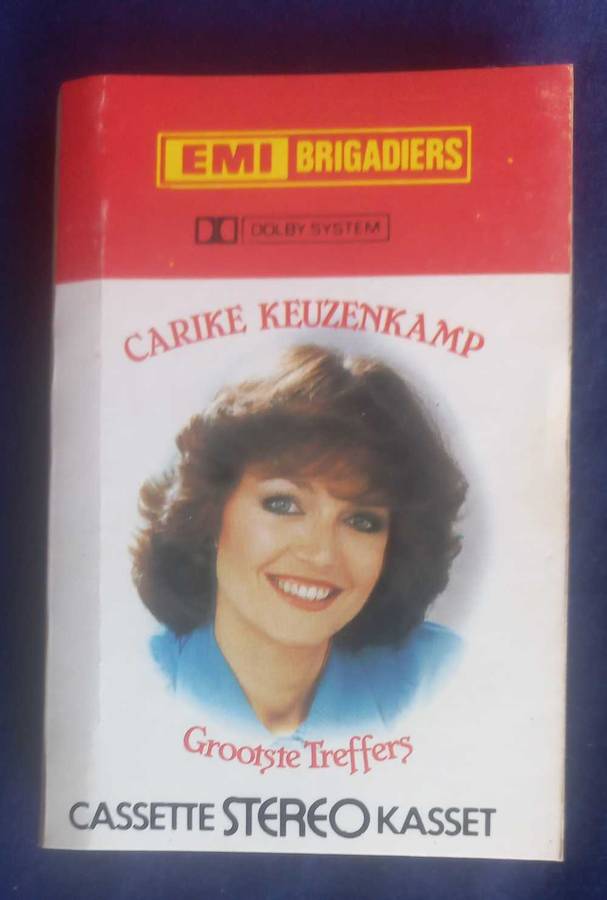 EMI BRIGADIERS
DOLBY SYSTEM
CARIKE KEUZENKAMP
Grootste Treffers
CASSETTE STEREO KASSET